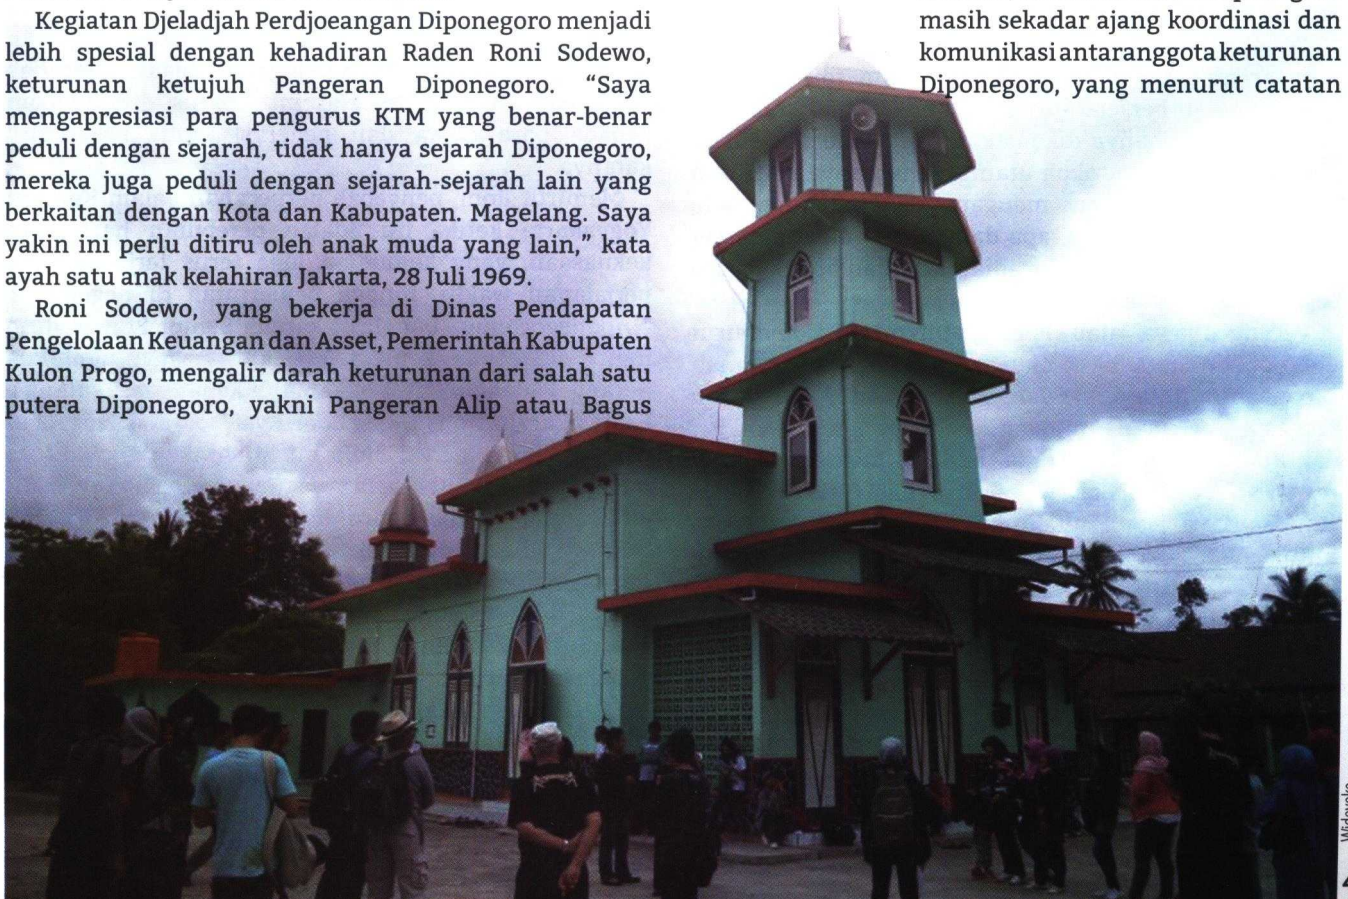 Kegiatan Djeladjah Perdjoeangan Diponegoro menjadi
lebih spesial dengan kehadiran Raden Roni Sodewo,
keturunan ketujuh Pangeran Diponegoro. “Saya
mengapresiasi para pengurus KTM yang benar-benar
peduli dengan sejarah, tidak hanya sejarah Diponegoro,
mereka juga peduli dengan sejarah-sejarah lain yang
berkaitan dengan Kota dan Kabupaten. Magelang. Saya
yakin ini perlu ditiru oleh anak muda yang lain,” kata
ayah satu anak kelahiran Jakarta, 28 Juli 1969.
Roni Sodewo, yang bekerja di Dinas Pendapatan
Pengelolaan Keuangan dan Asset, Pemerintah Kabupaten
Kulon Progo, mengalir darah keturunan dari salah satu
putera Diponegoro, yakni Pangeran Alip atau Bagus
masih sekadar ajang koordinasi dan
komunikasi antaranggota keturunan
Diponegoro, yang menurut catatan